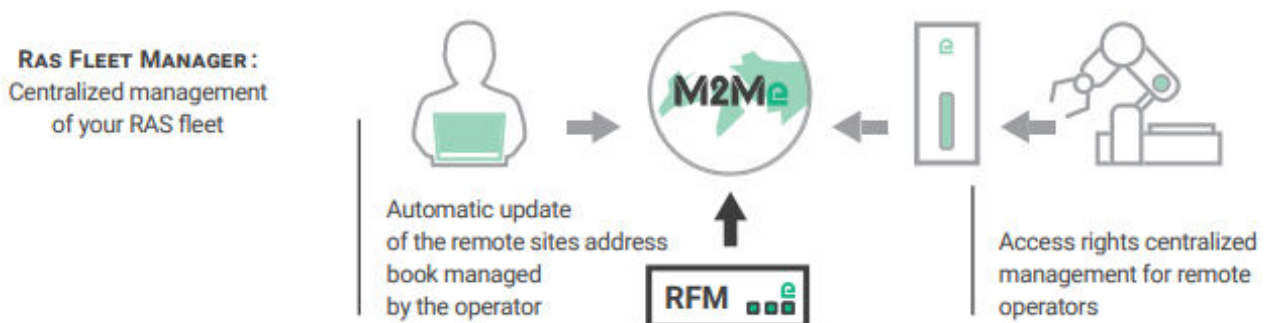 RAS FLEET MANAGER:
Centralized management
of your RAS fleet
M2Me
Automatic update
of the remote sites address
book managed
by the operator
RFM
e
e
Access rights centralized
management for remote
operators